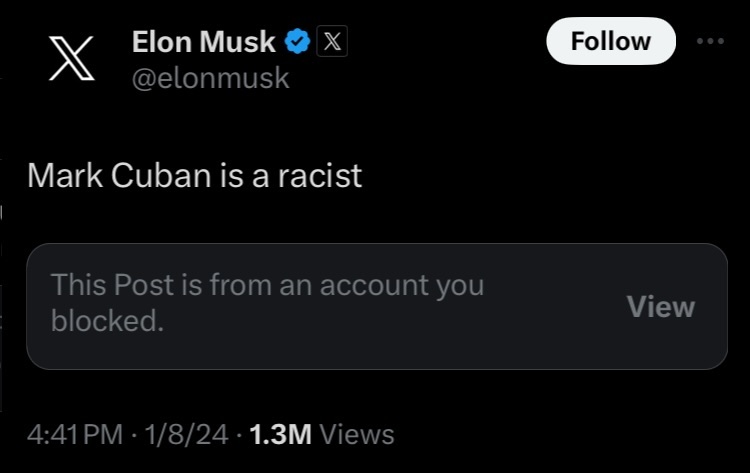 Elon Musk
@elonmusk
Follow
Mark Cuban is a racist
This Post is from an account you
blocked.
View
4:41 PM · 1/8/24 · 1.3M Views